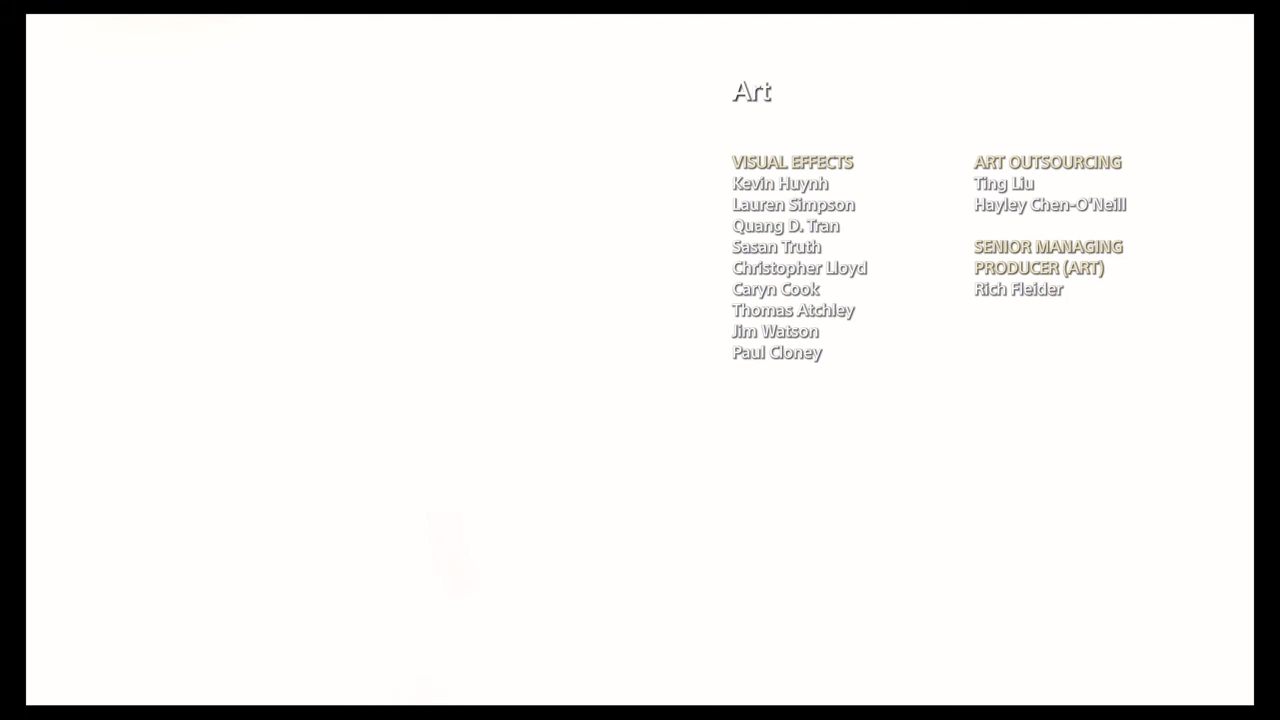 Art
VISUAL EFFECTS
Kevin Huynh
Lauren Simpson
Quang D. Tran
Sasan Truth
Christopher Lloyd
Caryn Cook
Thomas Atchley
Jim Watson
Paul Cloney
ART OUTSOURCING
Ting Liu
Hayley Chen-O'Neill
SENIOR MANAGING
PRODUCER (ART)
Rich Fleider